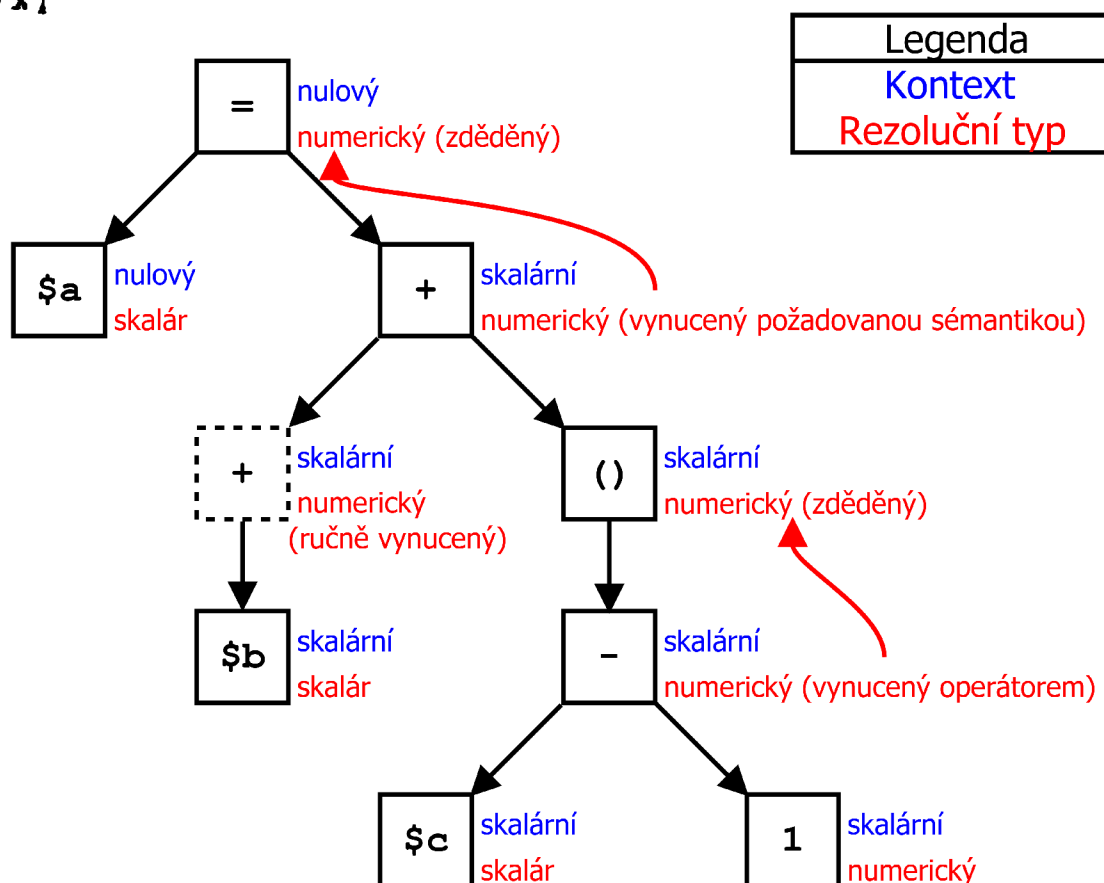 Legenda
Kontext
Rezoluční typ
=
nulový
numerický (zděděný)
$a
nulový
skalár
+
skalární
numerický (vynucený požadovanou sémantikou)
+
skalární
numerický
(ručně vynucený)
()
skalární
numerický (zděděný)
$b
skalární
skalár
-
skalární
numerický (vynucený operátorem)
$c
skalární
skalár
1
skalární
numerický